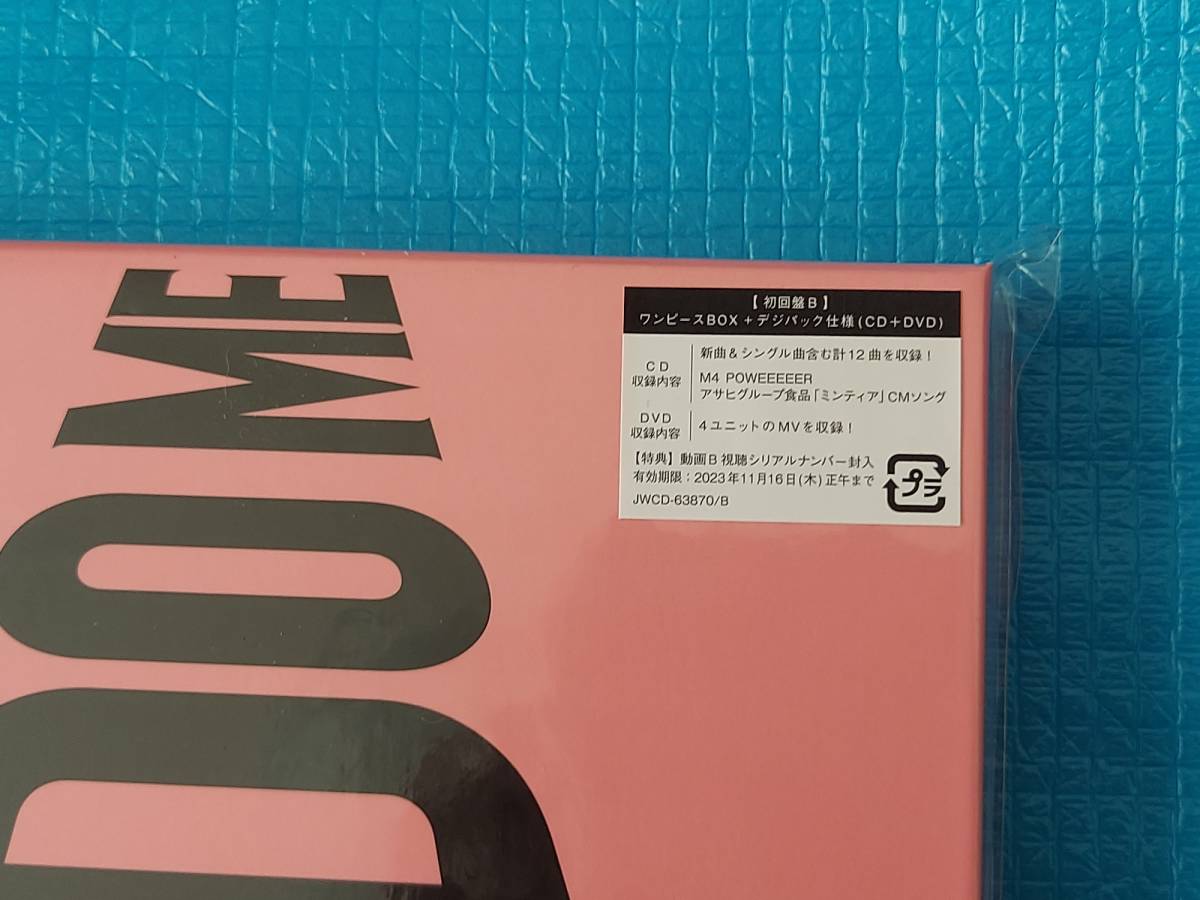 DOME
【初回盤B】
ワンピースBOX+デジパック仕様(CD+DVD)
CD
収録内容
新曲&シングル曲含む計12曲を収録!
M4 POWEEEEER
アサヒグループ食品「ミンティア」CMソング
DVD
収録内容
4ユニットのMVを収録!
【特典】動画B視聴シリアルナンバー封入
有効期限:2023年11月16日(木)正午まで
JWCD-63870/B
プラ